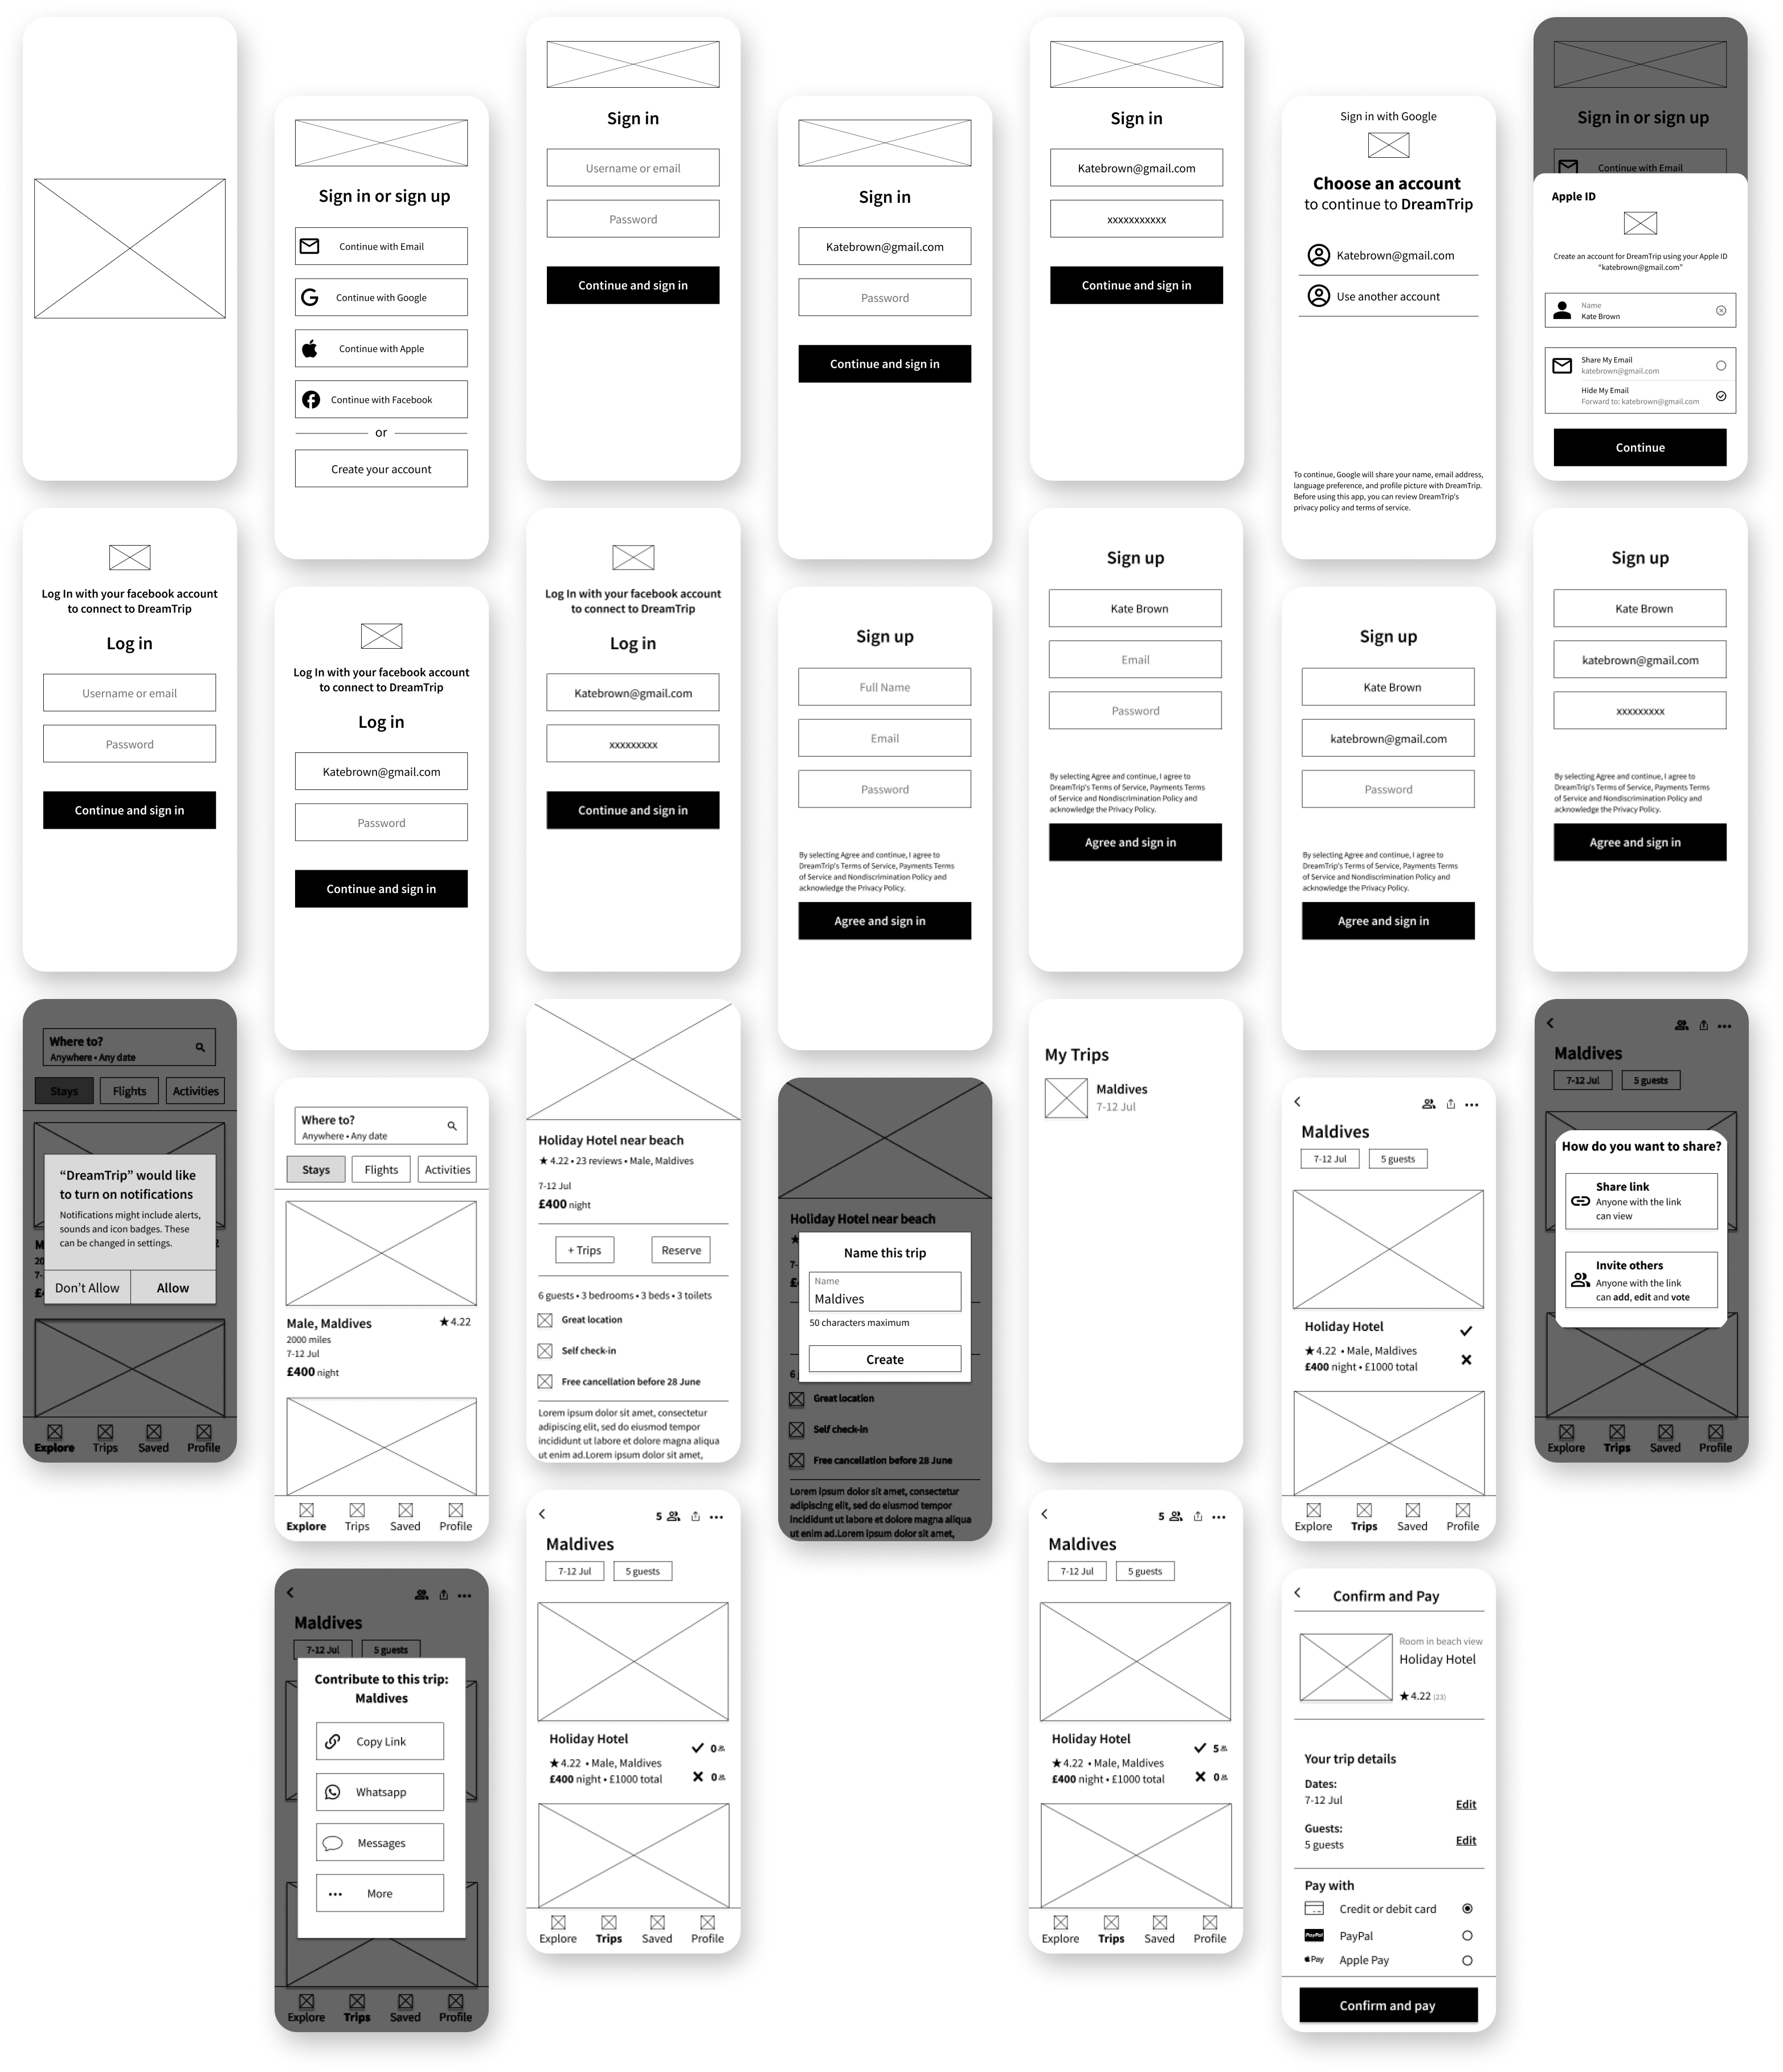 Sign in or sign up
Continue with Email
Continue with Google
Continue with Apple
Continue with Facebook
or
Create your account
Sign in
Username or email
Password
Continue and sign in
Sign in
Katebrown@gmail.com
Password
Continue and sign in
Sign in
Katebrown@gmail.com
xxxxxxxxxxx
Continue and sign in
Sign in with Google
Choose an account
to continue to DreamTrip
Katebrown@gmail.com
Use another account
To continue, Google will share your name, email address,
language preference, and profile picture with DreamTrip.
Before using this app, you can review DreamTrip's
privacy policy and terms of service.
Sign in or sign up
Continue with Email
Apple ID
Create an account for DreamTrip using your Apple ID
"katebrown@gmail.com"
Name
Kate Brown
Share My Email
katebrown@gmail.com
Hide My Email
Forward to: katebrown@gmail.com
Continue
Log In with your facebook account
to connect to DreamTrip
Log in
Username or email
Password
Continue and sign in
Log In with your facebook account
to connect to DreamTrip
Log in
Katebrown@gmail.com
Password
Continue and sign in
Log In with your facebook account
to connect to DreamTrip
Log in
Katebrown@gmail.com
xxxxxxxxx
Continue and sign in
Sign up
Full Name
Email
Password
By selecting Agree and continue, I agree to
DreamTrip's Terms of Service, Payments Terms
of Service and Nondiscrimination Policy and
acknowledge the Privacy Policy.
Agree and sign in
Sign up
Kate Brown
Email
Password
By selecting Agree and continue, I agree to
DreamTrip's Terms of Service, Payments Terms
of Service and Nondiscrimination Policy and
acknowledge the Privacy Policy.
Agree and sign in
Sign up
Kate Brown
katebrown@gmail.com
Password
By selecting Agree and continue, I agree to
DreamTrip's Terms of Service, Payments Terms
of Service and Nondiscrimination Policy and
acknowledge the Privacy Policy.
Agree and sign in
Sign up
Kate Brown
katebrown@gmail.com
xxxxxxxxx
By selecting Agree and continue, I agree to
DreamTrip's Terms of Service, Payments Terms
of Service and Nondiscrimination Policy and
acknowledge the Privacy Policy.
Agree and sign in
Where to?
Anywhere • Any date
Stays Flights Activities
"DreamTrip" would like
to turn on notifications
Notifications might include alerts,
sounds and icon badges. These
can be changed in settings.
Don't Allow Allow
Explore Trips Saved Profile
Where to?
Anywhere • Any date
Stays Flights Activities
Male, Maldives ★4.22
2000 miles
7-12 Jul
£400 night
Explore Trips Saved Profile
Holiday Hotel near beach
★ 4.22 • 23 reviews • Male, Maldives
7-12 Jul
£400 night
+ Trips Reserve
6 guests • 3 bedrooms • 3 beds • 3 toilets
Great location
Self check-in
Free cancellation before 28 June
Lorem ipsum dolor sit amet, consectetur
adipiscing elit, sed do eiusmod tempor
incididunt ut labore et dolore magna aliqua
ut enim ad.Lorem ipsum dolor sit amet,
Holiday Hotel near beach
Name this trip
Name
Maldives
50 characters maximum
Create
6
Great location
Self check-in
Free cancellation before 28 June
Lorem ipsum dolor sit amet, consectetur
adipiscing elit, sed do eiusmod tempor
incididunt ut labore et dolore magna aliqua
ut enim ad.Lorem ipsum dolor sit amet,
My Trips
Maldives
7-12 Jul
Maldives
7-12 Jul 5 guests
Holiday Hotel
★4.22 • Male, Maldives
£400 night • £1000 total
Explore Trips Saved Profile
Maldives
7-12 Jul 5 guests
How do you want to share?
Share link
Anyone with the link
can view
Invite others
Anyone with the link
can add, edit and vote
Explore Trips Saved Profile
Maldives
7-12 Jul 5 guests
Contribute to this trip:
Maldives
Copy Link
Whatsapp
Messages
More
Explore Trips Saved Profile
5
Maldives
7-12 Jul 5 guests
Holiday Hotel
0
★4.22 • Male, Maldives
£400 night • £1000 total 0
Explore Trips Saved Profile
5
Maldives
7-12 Jul 5 guests
Holiday Hotel
5
★4.22 • Male, Maldives
£400 night • £1000 total 0
Explore Trips Saved Profile
Confirm and Pay
Room in beach view
Holiday Hotel
★4.22 (23)
Your trip details
Dates:
7-12 Jul
Edit
Guests:
5 guests
Edit
Pay with
Credit or debit card
PayPal PayPal
Pay Apple Pay
Confirm and pay